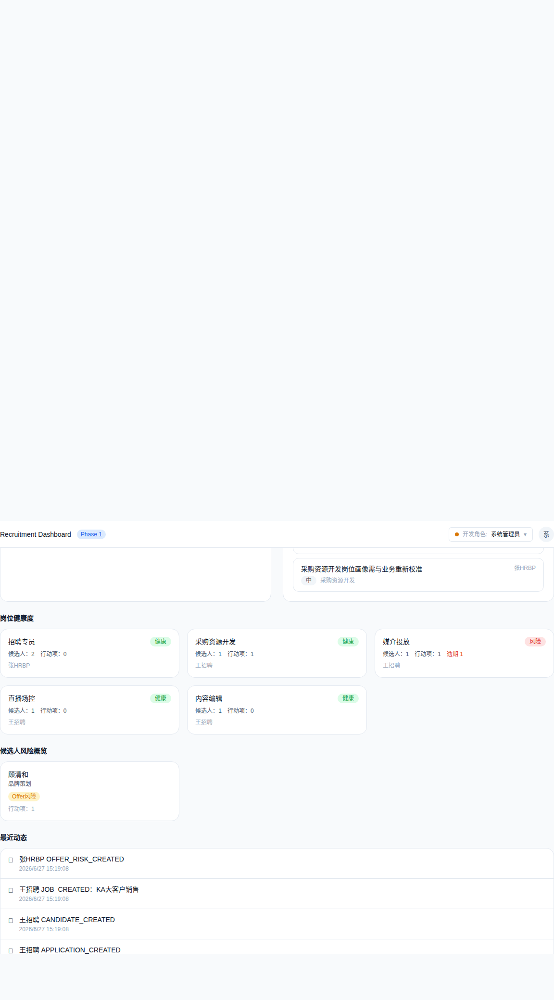 Recruitment Dashboard Phase 1 开发角色: 系统管理员 ▾ 系
采购资源开发岗位画像需与业务重新校准 张HRBP
中 采购资源开发
岗位健康度
招聘专员 健康
候选人：2 行动项：0
张HRBP
采购资源开发 健康
候选人：1 行动项：1
王招聘
媒介投放 风险
候选人：1 行动项：1 逾期 1
王招聘
直播场控 健康
候选人：1 行动项：0
王招聘
内容编辑 健康
候选人：1 行动项：0
王招聘
候选人风险概览
顾清和
品牌策划
Offer风险
行动项：1
最近动态
张HRBP OFFER_RISK_CREATED
2026/6/27 15:19:08
王招聘 JOB_CREATED：KA大客户销售
2026/6/27 15:19:08
王招聘 CANDIDATE_CREATED
2026/6/27 15:19:08
王招聘 APPLICATION_CREATED